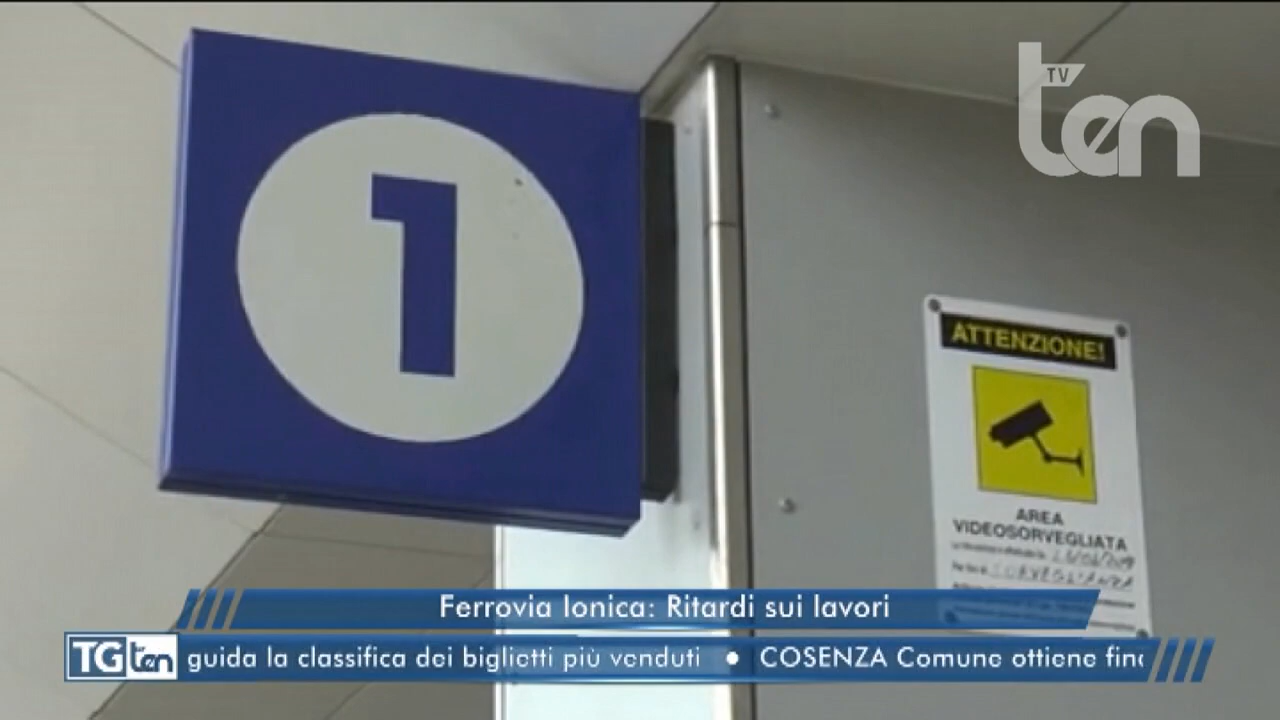 1
TV
ten
ATTENZIONE!
AREA
VIDEOSORVEGLIATA
SORVEGLIANZA
Ferrovia Ionica: Ritardi sui lavori
TG ten guida la classifica dei biglietti più venduti • COSENZA Comune ottiene fin